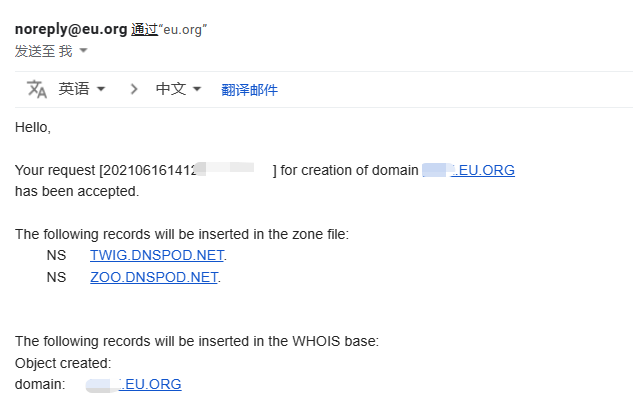 noreply@eu.org 通过“eu.org”
发送至 我
英语 中文 翻译邮件
Hello,
Your request [202106161412 ] for creation of domain .EU.ORG
has been accepted.
The following records will be inserted in the zone file:
NS TWIG.DNSPOD.NET.
NS ZOO.DNSPOD.NET.
The following records will be inserted in the WHOIS base:
Object created:
domain: .EU.ORG